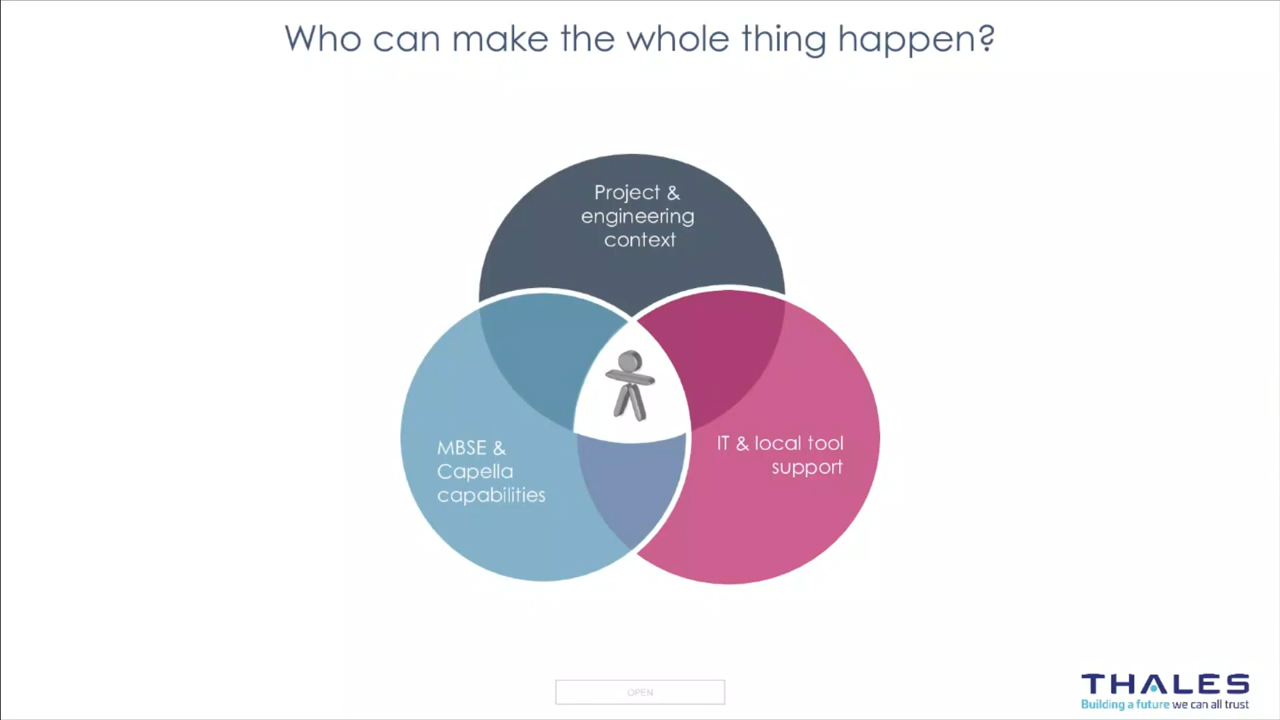 Who can make the whole thing happen?
Project &
engineering
context
MBSE &
Capella
capabilities
IT & local tool
support
OPEN
THALES
Building a future we can all trust